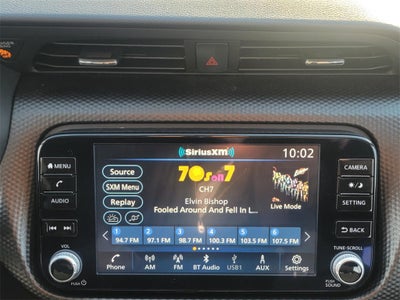 ((SiriusXM)) 10:02
MENU
Source
70s on 7
CAMERA
SXM Menu
CH7
AUDIO
Replay
Elvin Bishop
Fooled Around And Fell In L...
Live Mode
SETTING
BACK
1 2 3 4 5 6
94.7 FM 97.1 FM 98.7 FM 100.3 FM 103.5 FM 107.5 FM
VOL
TUNE·SCROLL
Phone AM FM BT Audio USB1 AUX Settings
PUSH
PUSH SOUND